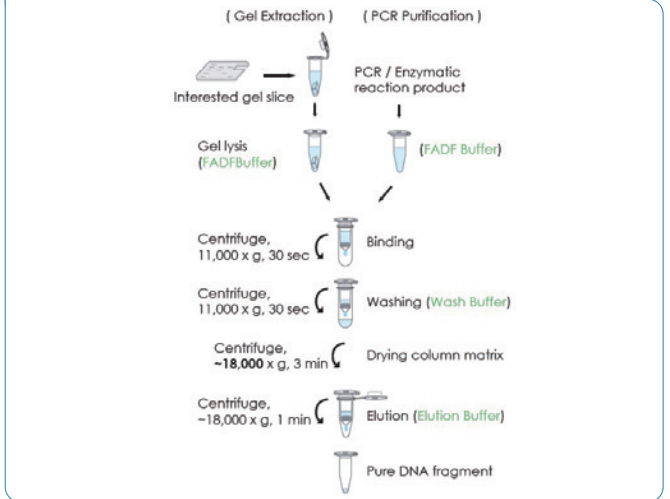 ( Gel Extraction )
( PCR Purification )
Interested gel slice
PCR / Enzymatic
reaction product
Gel lysis
(FADFBuffer)
(FADF Buffer)
Centrifuge,
11,000 x g, 30 sec
Binding
Centrifuge,
11,000 x g, 30 sec
Washing (Wash Buffer)
Centrifuge,
~18,000 x g, 3 min
Drying column matrix
Centrifuge,
~18,000 x g, 1 min
Elution (Elution Buffer)
Pure DNA fragment